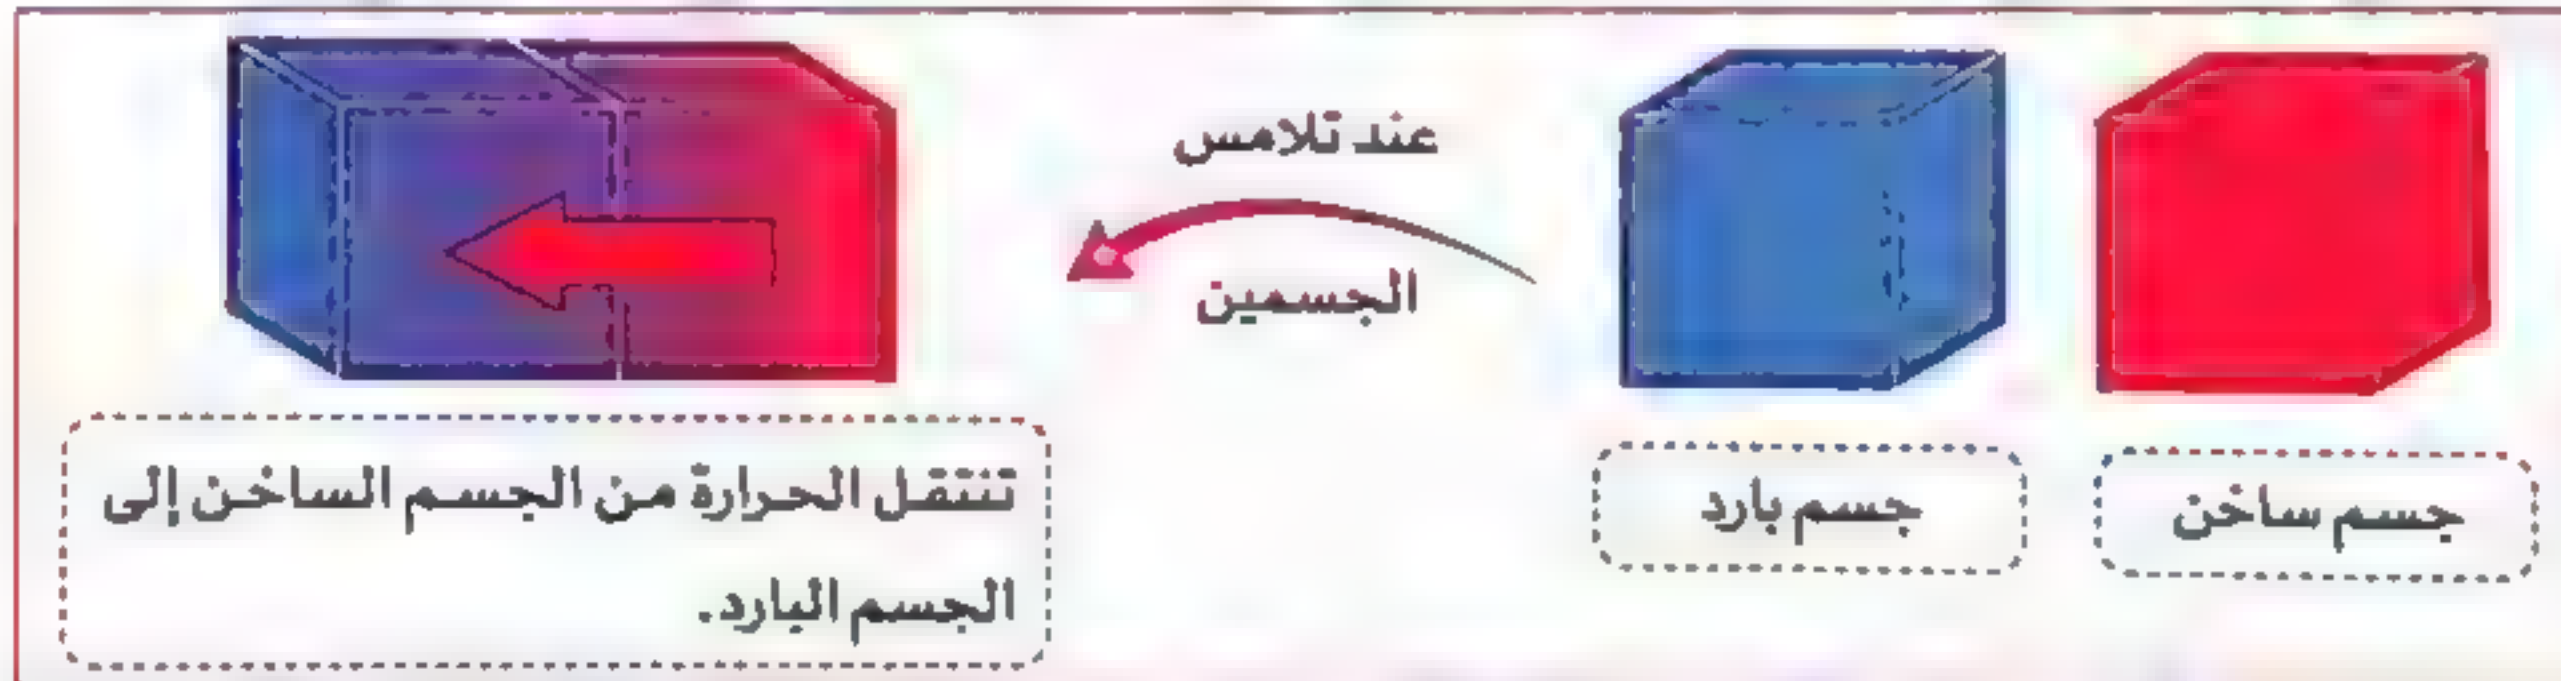 جسم ساخن
جسم بارد
عند تلامس
الجسمين
تنتقل الحرارة من الجسم الساخن إلى
الجسم البارد.